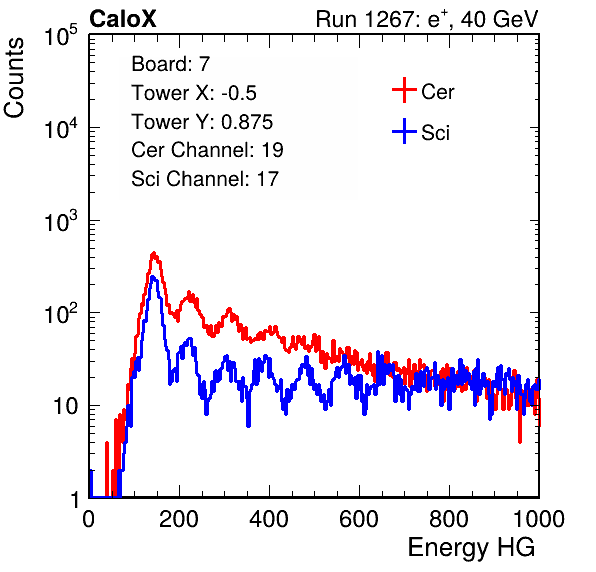 CaloX Run 1267: e⁺, 40 GeV
Counts
10⁵
10⁴
10³
10²
10
1
Board: 7
Tower X: -0.5
Tower Y: 0.875
Cer Channel: 19
Sci Channel: 17
Cer
Sci
0 200 400 600 800 1000
Energy HG